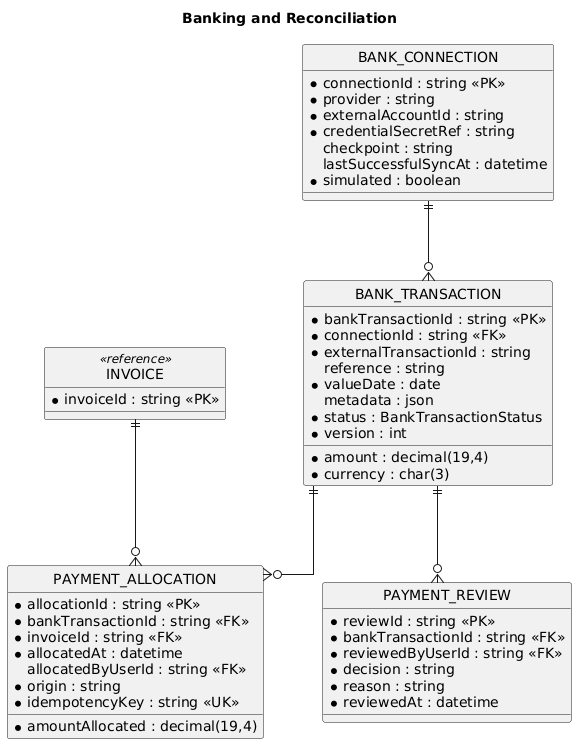 Banking and Reconciliation
BANK_CONNECTION
connectionId : string «PK»
provider : string
externalAccountId : string
credentialSecretRef : string
checkpoint : string
lastSuccessfulSyncAt : datetime
simulated : boolean
BANK_TRANSACTION
bankTransactionId : string «PK»
connectionId : string «FK»
externalTransactionId : string
reference : string
valueDate : date
metadata : json
status : BankTransactionStatus
version : int
amount : decimal(19,4)
currency : char(3)
«reference»
INVOICE
invoiceId : string «PK»
PAYMENT_ALLOCATION
allocationId : string «PK»
bankTransactionId : string «FK»
invoiceId : string «FK»
allocatedAt : datetime
allocatedByUserId : string «FK»
origin : string
idempotencyKey : string «UK»
amountAllocated : decimal(19,4)
PAYMENT_REVIEW
reviewId : string «PK»
bankTransactionId : string «FK»
reviewedByUserId : string «FK»
decision : string
reason : string
reviewedAt : datetime